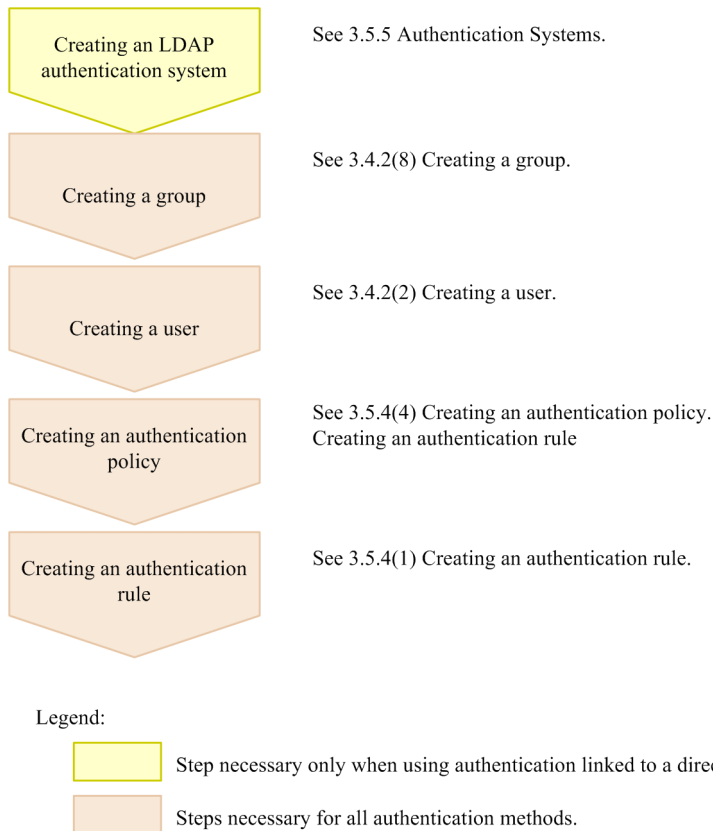 Creating an LDAP
authentication system
See 3.5.5 Authentication Systems.
Creating a group
See 3.4.2(8) Creating a group.
Creating a user
See 3.4.2(2) Creating a user.
Creating an authentication
policy
See 3.5.4(4) Creating an authentication policy.
Creating an authentication rule
Creating an authentication
rule
See 3.5.4(1) Creating an authentication rule.
Legend:
Step necessary only when using authentication linked to a
Steps necessary for all authentication methods.